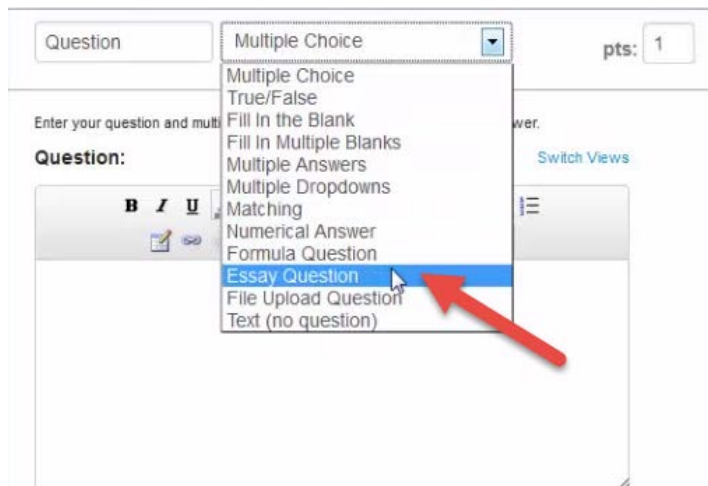 Question Multiple Choice pts: 1
Multiple Choice
True/False
Fill In the Blank
Enter your question and multi wer.
Fill In Multiple Blanks
Question: Switch Views
Multiple Answers
Multiple Dropdowns
B I U
Matching
Numerical Answer
Formula Question
Essay Question
File Upload Question
Text (no question)